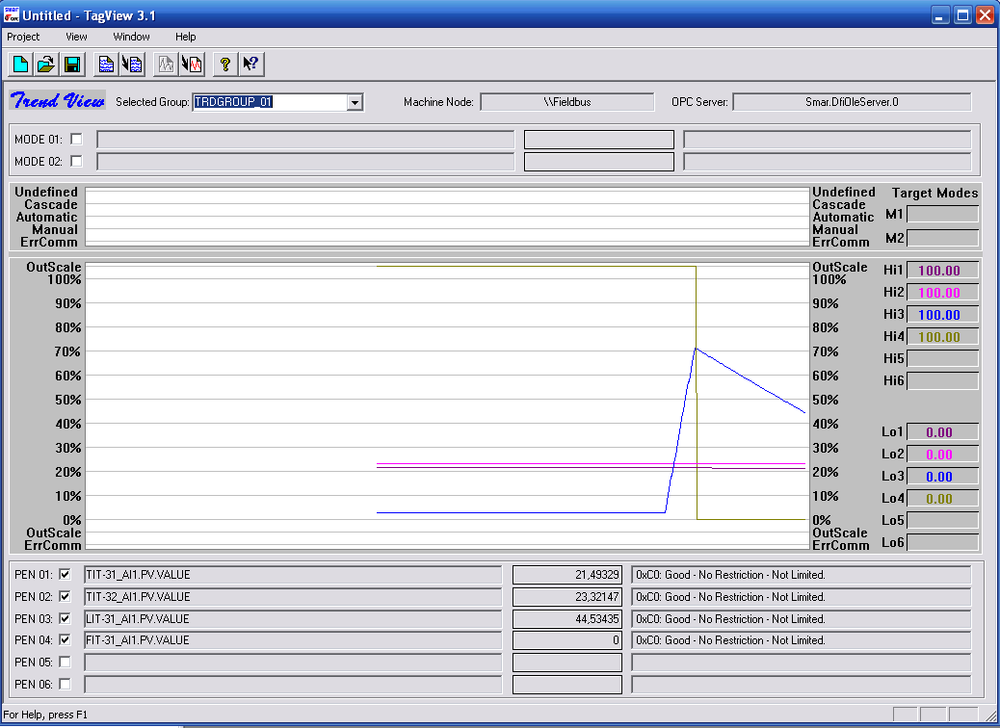 Untitled - TagView 3.1
Project View Window Help
Trend View Selected Group: TRDGROUP_01 Machine Node: \\Fieldbus OPC Server: Smar.DfiOleServer.0
MODE 01:
MODE 02:
Undefined Undefined Target Modes
Cascade Cascade
Automatic Automatic M1
Manual Manual
ErrComm ErrComm M2
OutScale OutScale Hi1 100.00
100% 100%
90% 90% Hi2 100.00
80% 80% Hi3 100.00
70% 70% Hi4 100.00
60% 60% Hi5
50% 50% Hi6
40% 40% Lo1 0.00
30% 30% Lo2 0.00
20% 20% Lo3 0.00
10% 10% Lo4 0.00
0% 0% Lo5
OutScale OutScale
ErrComm ErrComm Lo6
PEN 01: TIT-31_AI1.PV.VALUE 21,49329 0xC0: Good - No Restriction - Not Limited.
PEN 02: TIT-32_AI1.PV.VALUE 23,32147 0xC0: Good - No Restriction - Not Limited.
PEN 03: LIT-31_AI1.PV.VALUE 44,53435 0xC0: Good - No Restriction - Not Limited.
PEN 04: FIT-31_AI1.PV.VALUE 0 0xC0: Good - No Restriction - Not Limited.
PEN 05:
PEN 06:
For Help, press F1